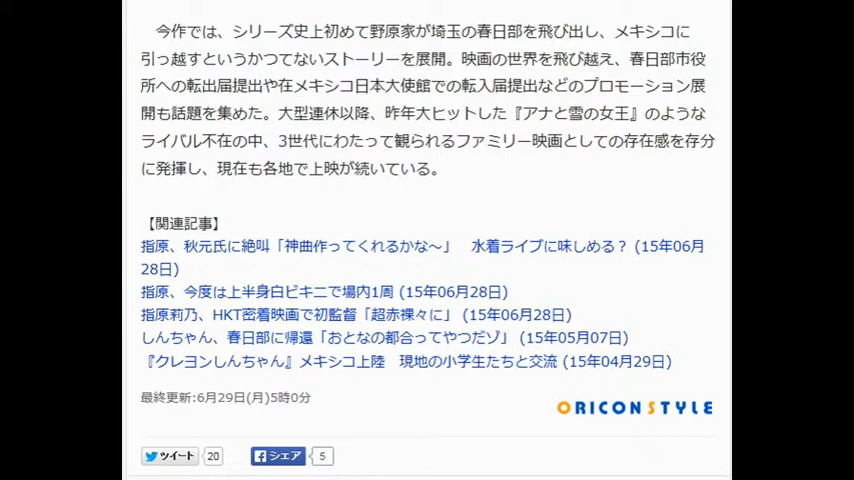 今作では、シリーズ史上初めて野原家が埼玉の春日部を飛び出し、メキシコに
引っ越すというかつてないストーリーを展開。映画の世界を飛び越え、春日部市役
所への転出届提出や在メキシコ日本大使館での転入届提出などのプロモーション展
開も話題を集めた。大型連休以降、昨年大ヒットした『アナと雪の女王』のような
ライバル不在の中、3世代にわたって観られるファミリー映画としての存在感を存分
に発揮し、現在も各地で上映が続いている。
【関連記事】
指原、秋元氏に絶叫「神曲作ってくれるかな～」　水着ライブに味しめる？ (15年06月
28日)
指原、今度は上半身白ビキニで場内1周 (15年06月28日)
指原莉乃、HKT密着映画で初監督「超赤裸々に」 (15年06月28日)
しんちゃん、春日部に帰還「おとなの都合ってやつだゾ」 (15年05月07日)
『クレヨンしんちゃん』メキシコ上陸　現地の小学生たちと交流 (15年04月29日)
最終更新:6月29日(月)5時0分
ORICON STYLE
ツイート 20 シェア 5